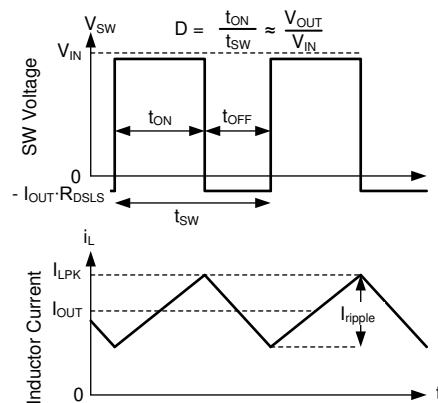 V_SW
D = t_ON / t_SW ≈ V_OUT / V_IN
V_IN
SW Voltage
t_ON
t_OFF
0
- I_OUT·R_DSLS
t_SW
i_L
I_LPK
Inductor Current
I_OUT
I_ripple
0
t